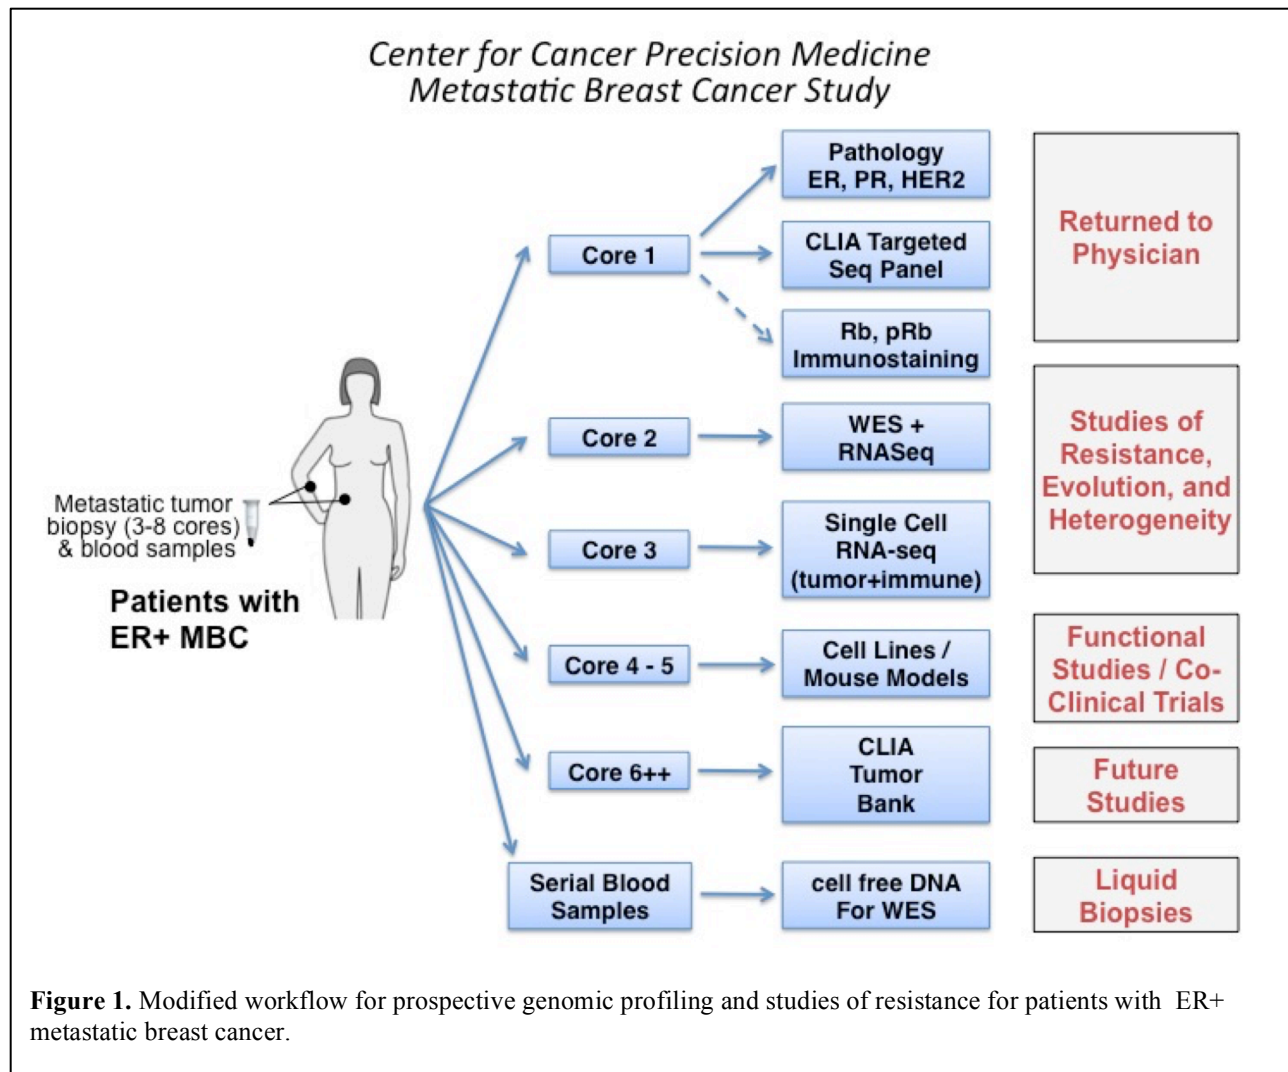 Center for Cancer Precision Medicine
Metastatic Breast Cancer Study
Metastatic tumor
biopsy (3-8 cores)
& blood samples
Patients with
ER+ MBC
Core 1
Pathology
ER, PR, HER2
CLIA Targeted
Seq Panel
Rb, pRb
Immunostaining
Returned to
Physician
Core 2
WES +
RNASeq
Core 3
Single Cell
RNA-seq
(tumor+immune)
Studies of
Resistance,
Evolution, and
Heterogeneity
Core 4 - 5
Cell Lines /
Mouse Models
Functional
Studies / Co-
Clinical Trials
Core 6++
CLIA
Tumor
Bank
Future
Studies
Serial Blood
Samples
cell free DNA
For WES
Liquid
Biopsies
Figure 1. Modified workflow for prospective genomic profiling and studies of resistance for patients with ER+
metastatic breast cancer.